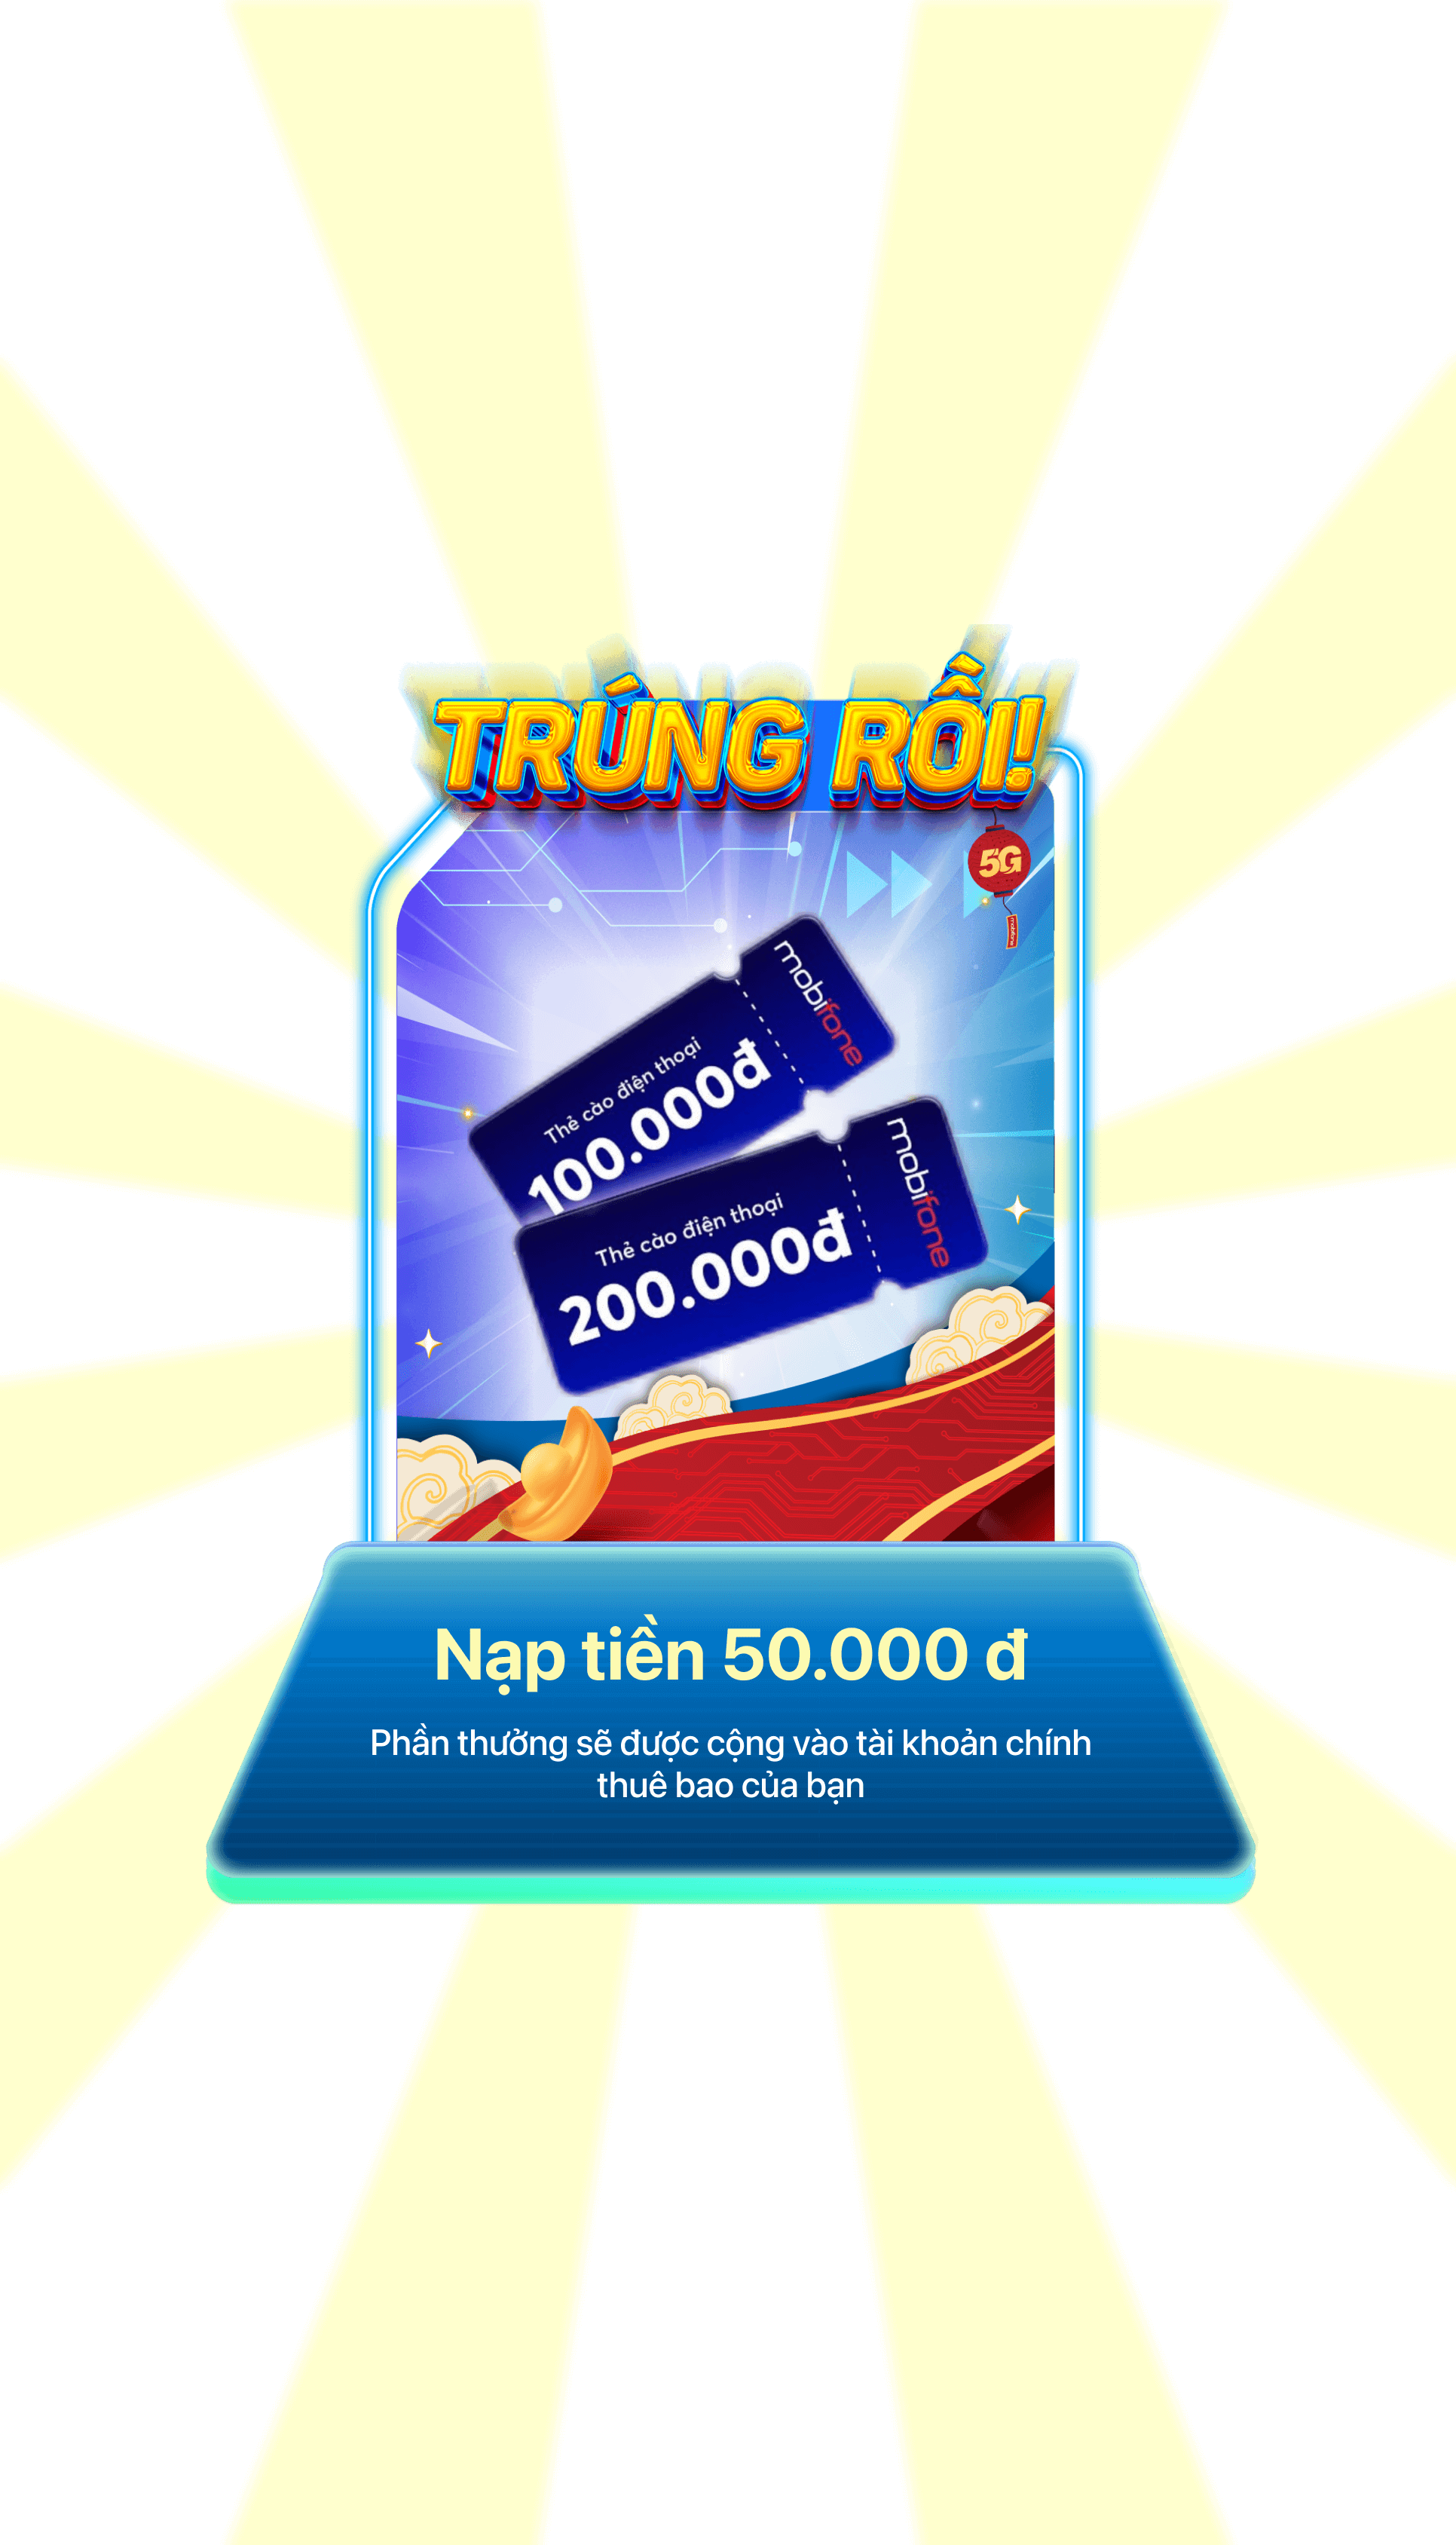 TRÚNG RỒI!
5G
mobifone
mobifone
Thẻ cào điện thoại
100.000đ
mobifone
Thẻ cào điện thoại
200.000đ
Nạp tiền 50.000 đ
Phần thưởng sẽ được cộng vào tài khoản chính
thuê bao của bạn